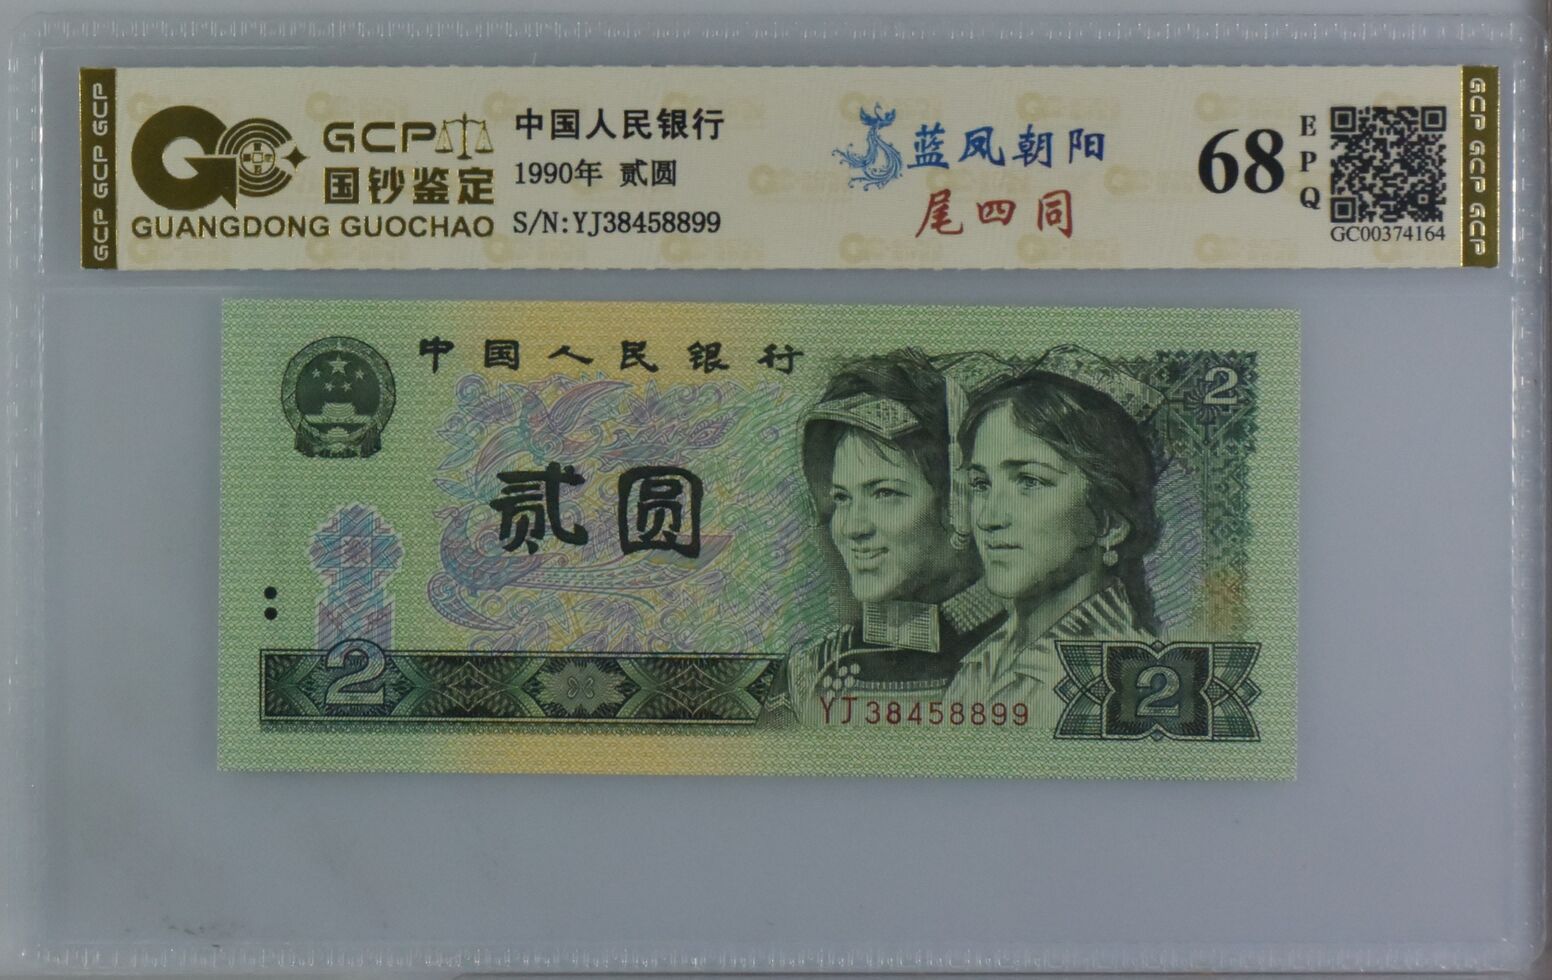 GCP GCP GCP
GCP
国钞鉴定
GUANGDONG GUOCHAO
中国人民银行
1990年 贰圆
S/N:YJ38458899
蓝凤朝阳
尾四同
68
EPQ
GC00374164
GCP GCP GCP
中国人民银行
2
贰圆
2
YJ38458899
2